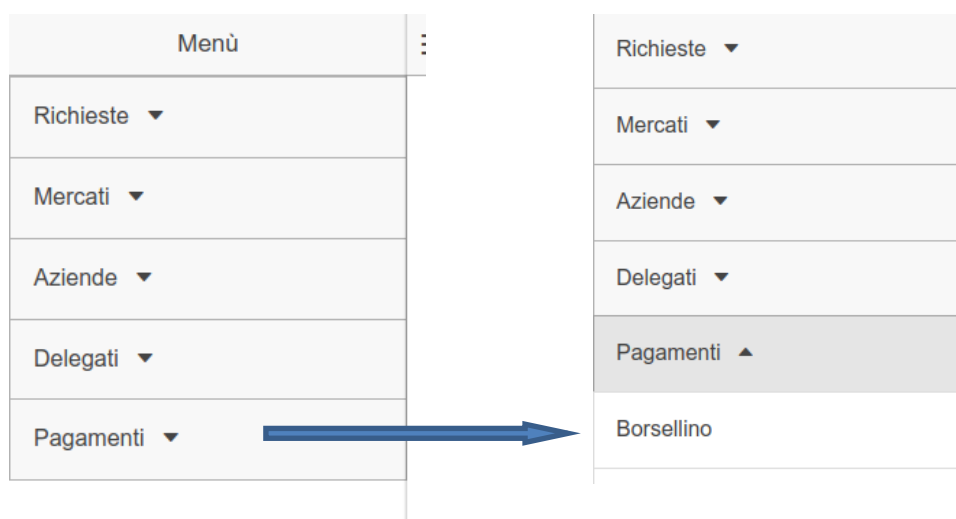 Menù
Richieste
Mercati
Aziende
Delegati
Pagamenti
Richieste
Mercati
Aziende
Delegati
Pagamenti
Borsellino